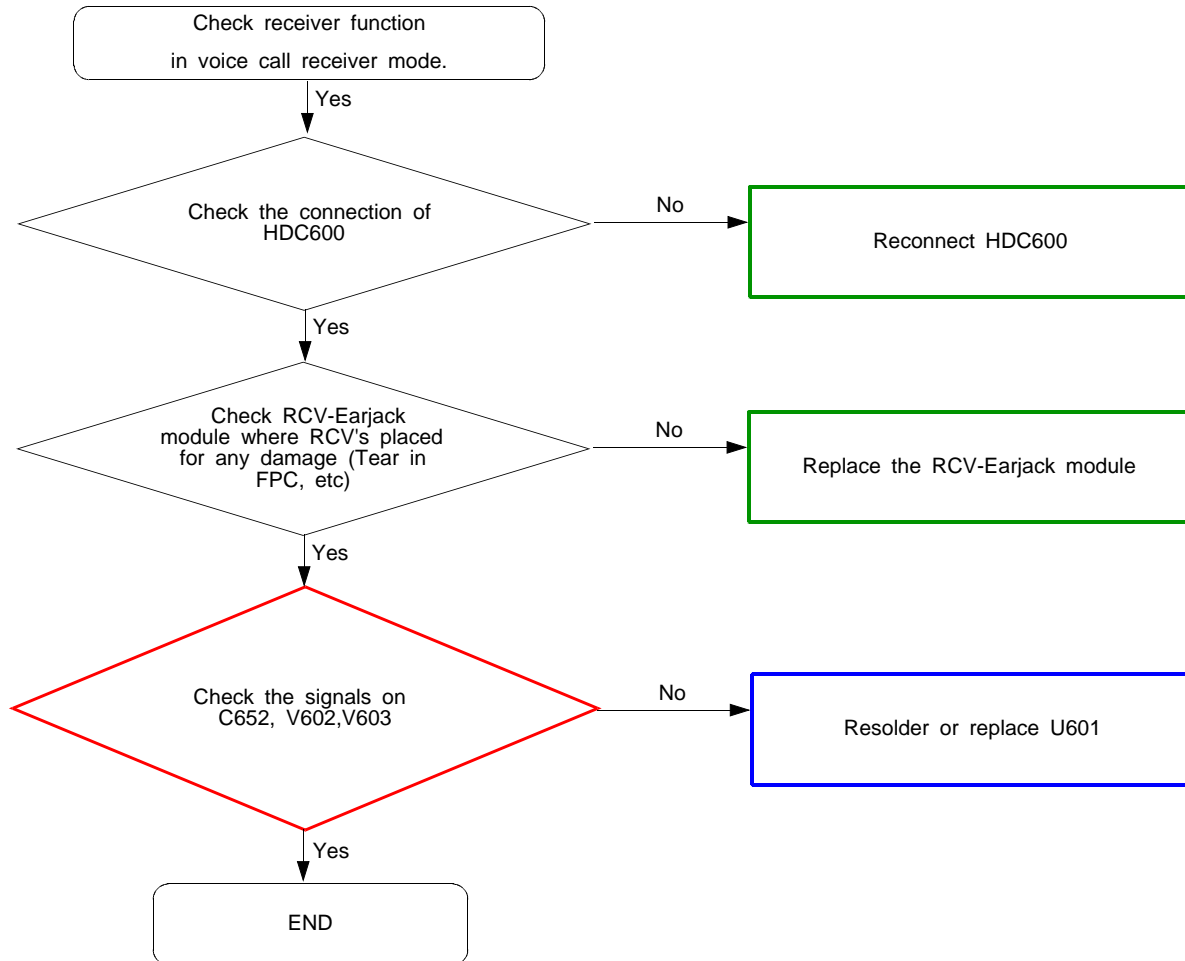 Check receiver function
in voice call receiver mode.
Yes
Check the connection of
HDC600
No
Reconnect HDC600
Yes
Check RCV-Earjack
module where RCV's placed
for any damage (Tear in
FPC, etc)
No
Replace the RCV-Earjack module
Yes
Check the signals on
C652, V602,V603
No
Resolder or replace U601
Yes
END